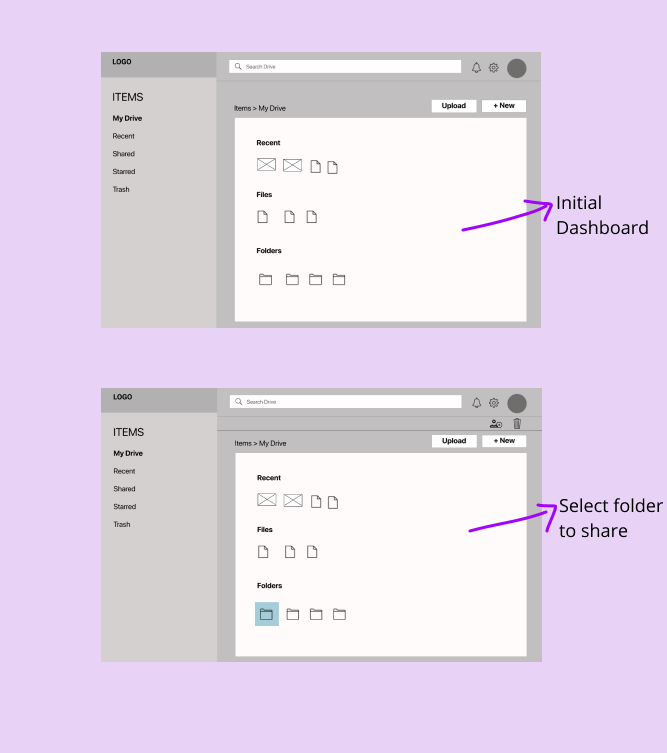 LOGO
Search Drive
ITEMS
My Drive
Recent
Shared
Starred
Trash
Items > My Drive
Upload
+ New
Recent
Files
Folders
Initial
Dashboard
LOGO
Search Drive
ITEMS
My Drive
Recent
Shared
Starred
Trash
Items > My Drive
Upload
+ New
Recent
Files
Folders
Select folder
to share